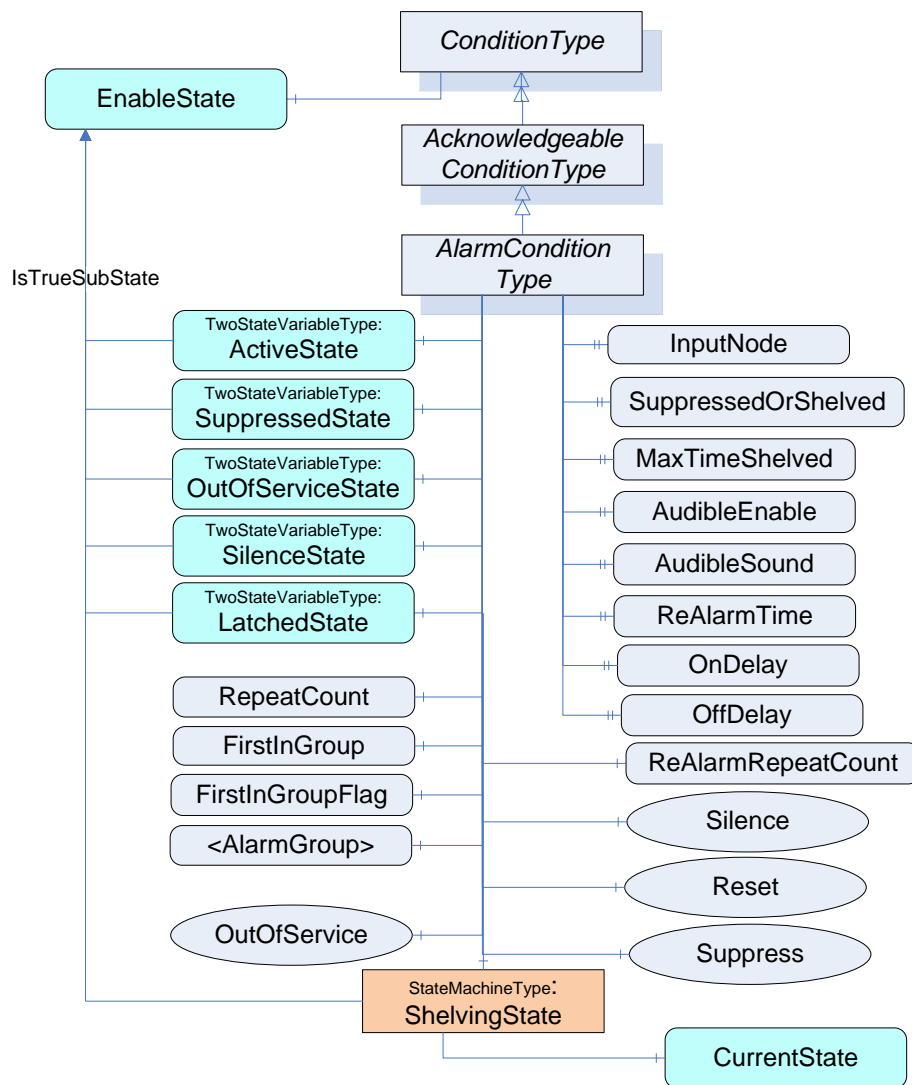 ConditionType
EnableState
Acknowledgeable
ConditionType
AlarmCondition
Type
IsTrueSubState
TwoStateVariableType:
ActiveState
TwoStateVariableType:
SuppressedState
TwoStateVariableType:
OutOfServiceState
TwoStateVariableType:
SilenceState
TwoStateVariableType:
LatchedState
RepeatCount
FirstInGroup
FirstInGroupFlag
<AlarmGroup>
OutOfService
InputNode
SuppressedOrShelved
MaxTimeShelved
AudibleEnable
AudibleSound
ReAlarmTime
OnDelay
OffDelay
ReAlarmRepeatCount
Silence
Reset
Suppress
StateMachineType:
ShelvingState
CurrentState